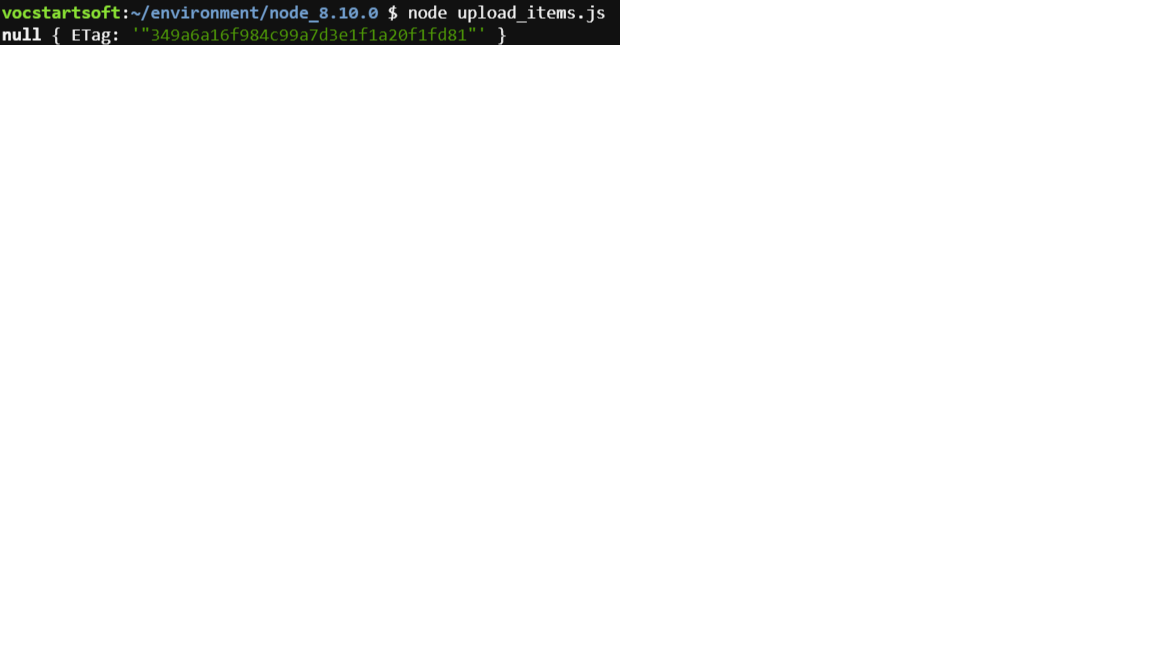 vocstartsoft:~/environment/node_8.10.0 $ node upload_items.js
null { ETag: '"349a6a16f984c99a7d3e1f1a20f1fd81"' }